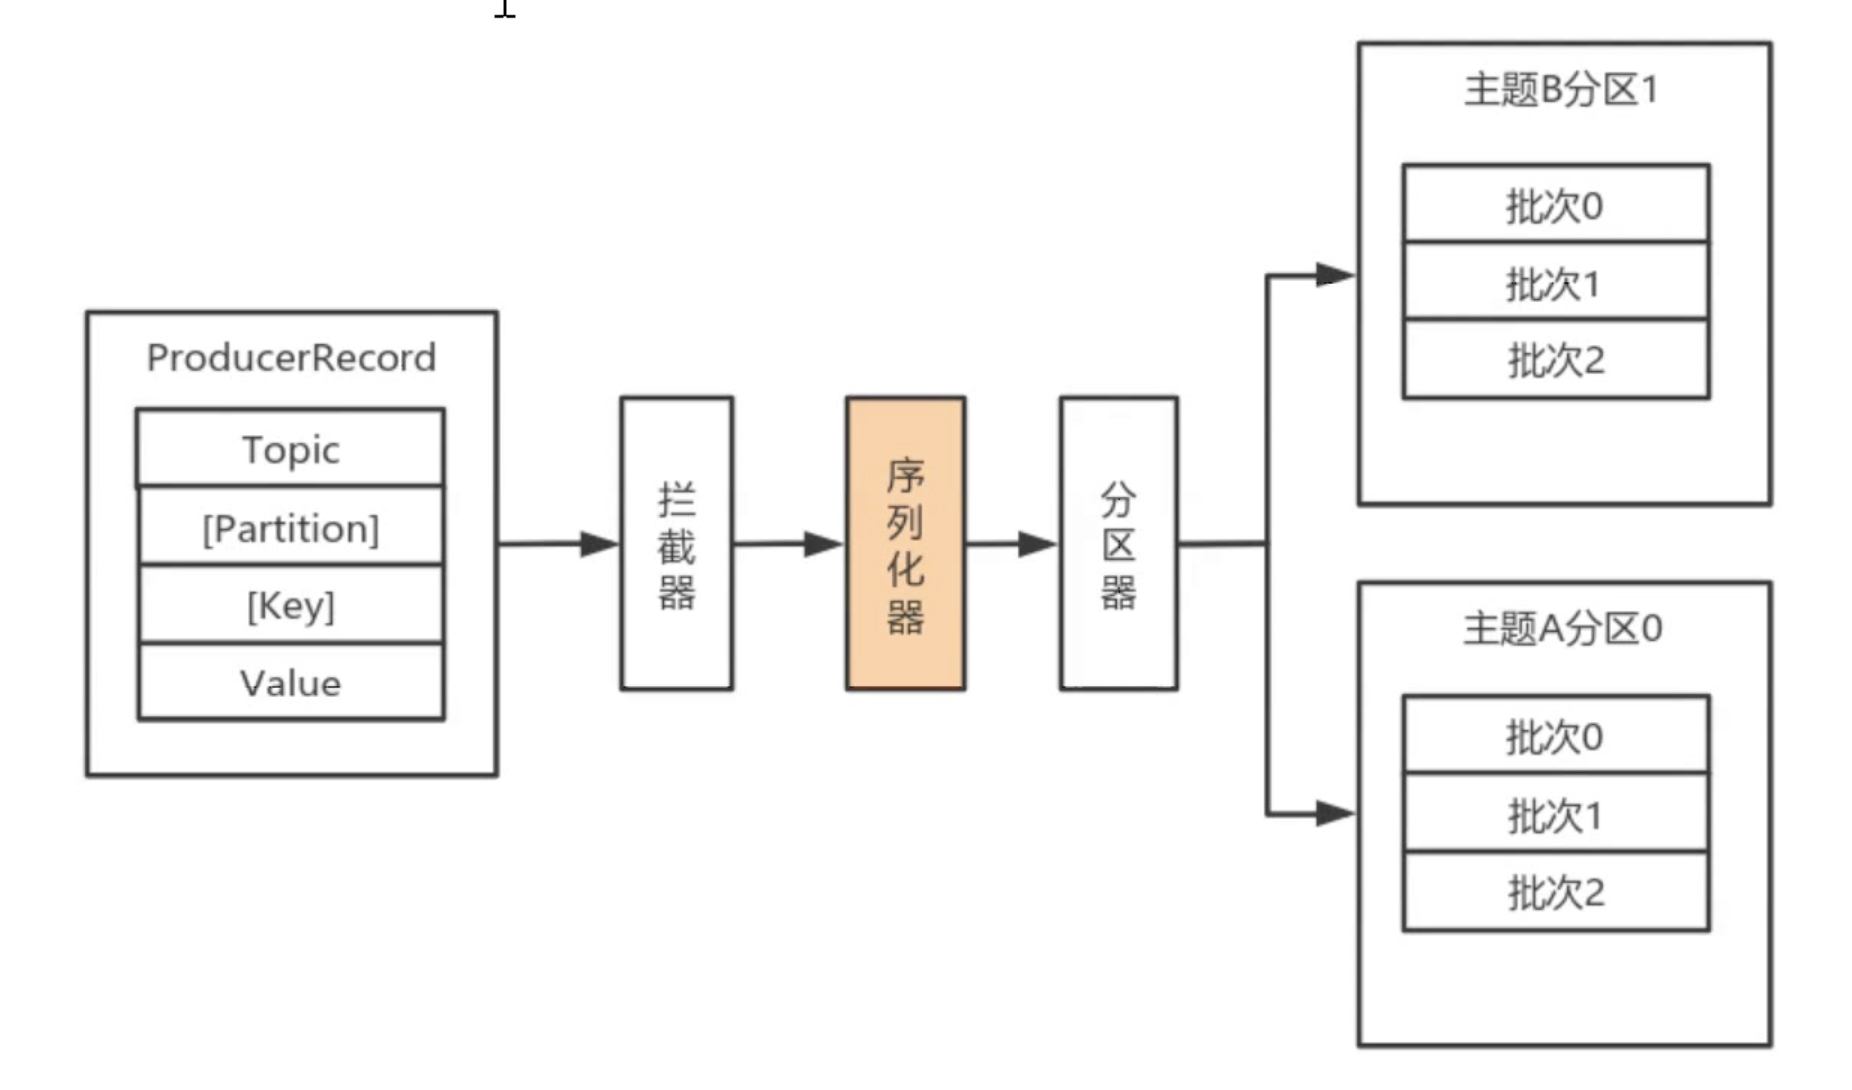 ProducerRecord
Topic
[Partition]
[Key]
Value
拦截器
序列化器
分区器
主题B分区1
批次0
批次1
批次2
主题A分区0
批次0
批次1
批次2